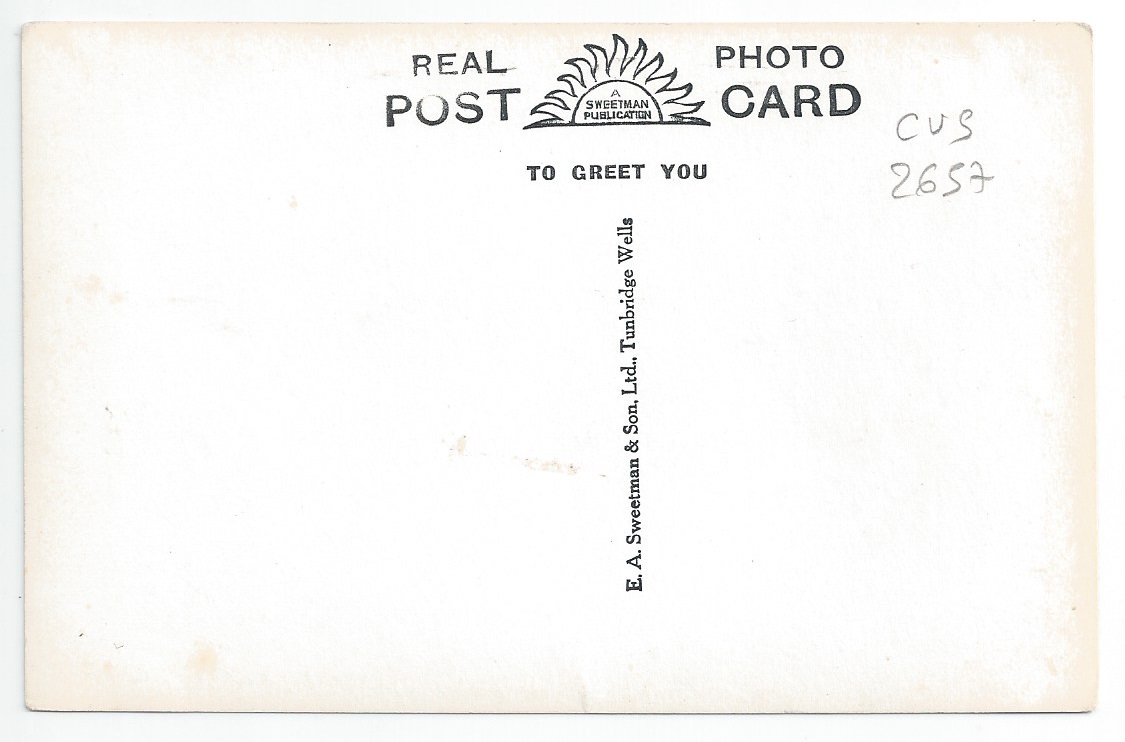 REAL PHOTO
POST CARD
A
SWEETMAN
PUBLICATION
TO GREET YOU
CVS
2657
E. A. Sweetman & Son, Ltd., Tunbridge Wells